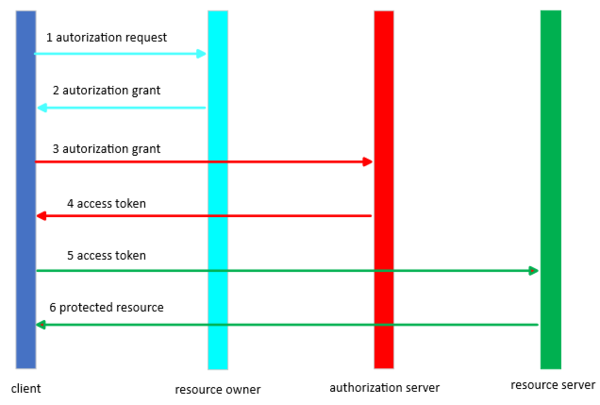 1 autorization request
2 autorization grant
3 autorization grant
4 access token
5 access token
6 protected resource
client
resource owner
authorization server
resource server